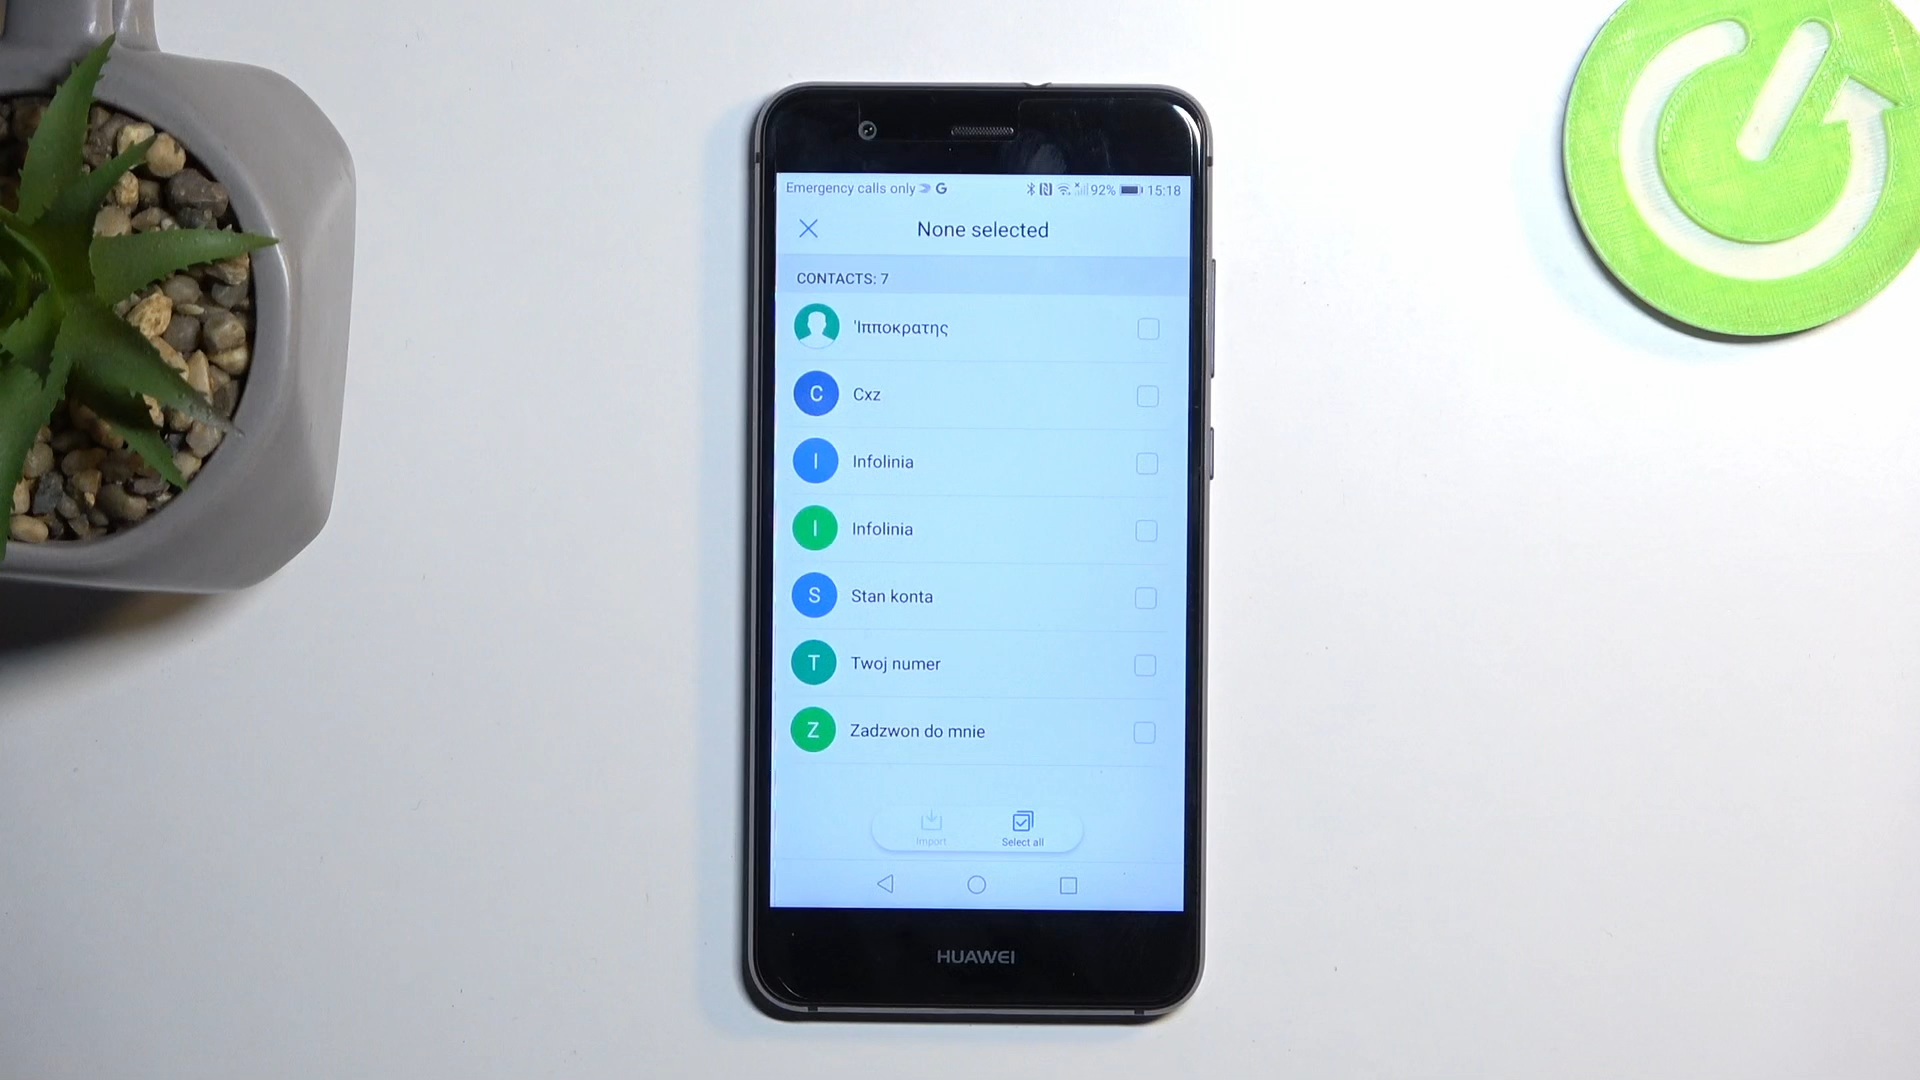 Emergency calls only G 92% 15:18
None selected
CONTACTS: 7
'Ιπποκρατης
C Cxz
I Infolinia
I Infolinia
S Stan konta
T Twoj numer
Z Zadzwon do mnie
Import Select all
HUAWEI